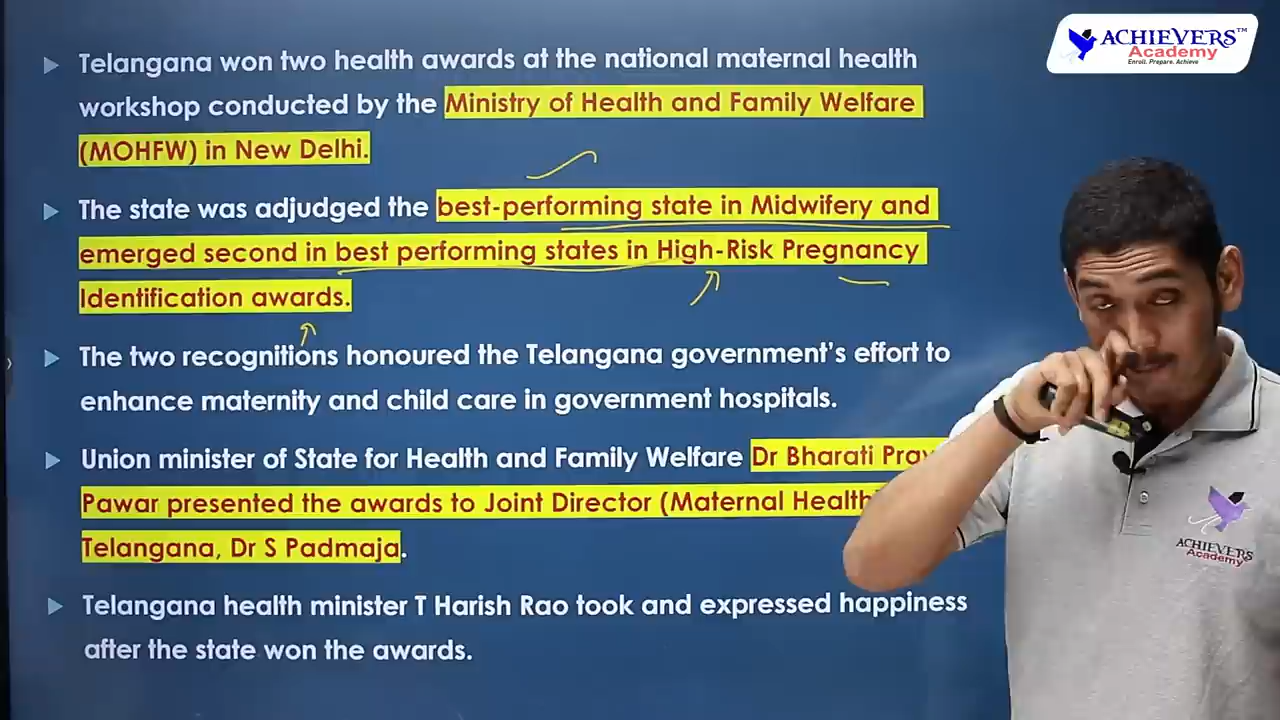 ACHIEVERS™
Academy
Enroll. Prepare. Achieve
Telangana won two health awards at the national maternal health
workshop conducted by the Ministry of Health and Family Welfare
(MOHFW) in New Delhi.
The state was adjudged the best-performing state in Midwifery and
emerged second in best performing states in High-Risk Pregnancy
Identification awards.
The two recognitions honoured the Telangana government's effort to
enhance maternity and child care in government hospitals.
Union minister of State for Health and Family Welfare Dr Bharati
Pawar presented the awards to Joint Director (Maternal Health
Telangana, Dr S Padmaja.
Telangana health minister T Harish Rao took and expressed happiness
after the state won the awards.
ACHIEVERS
Academy